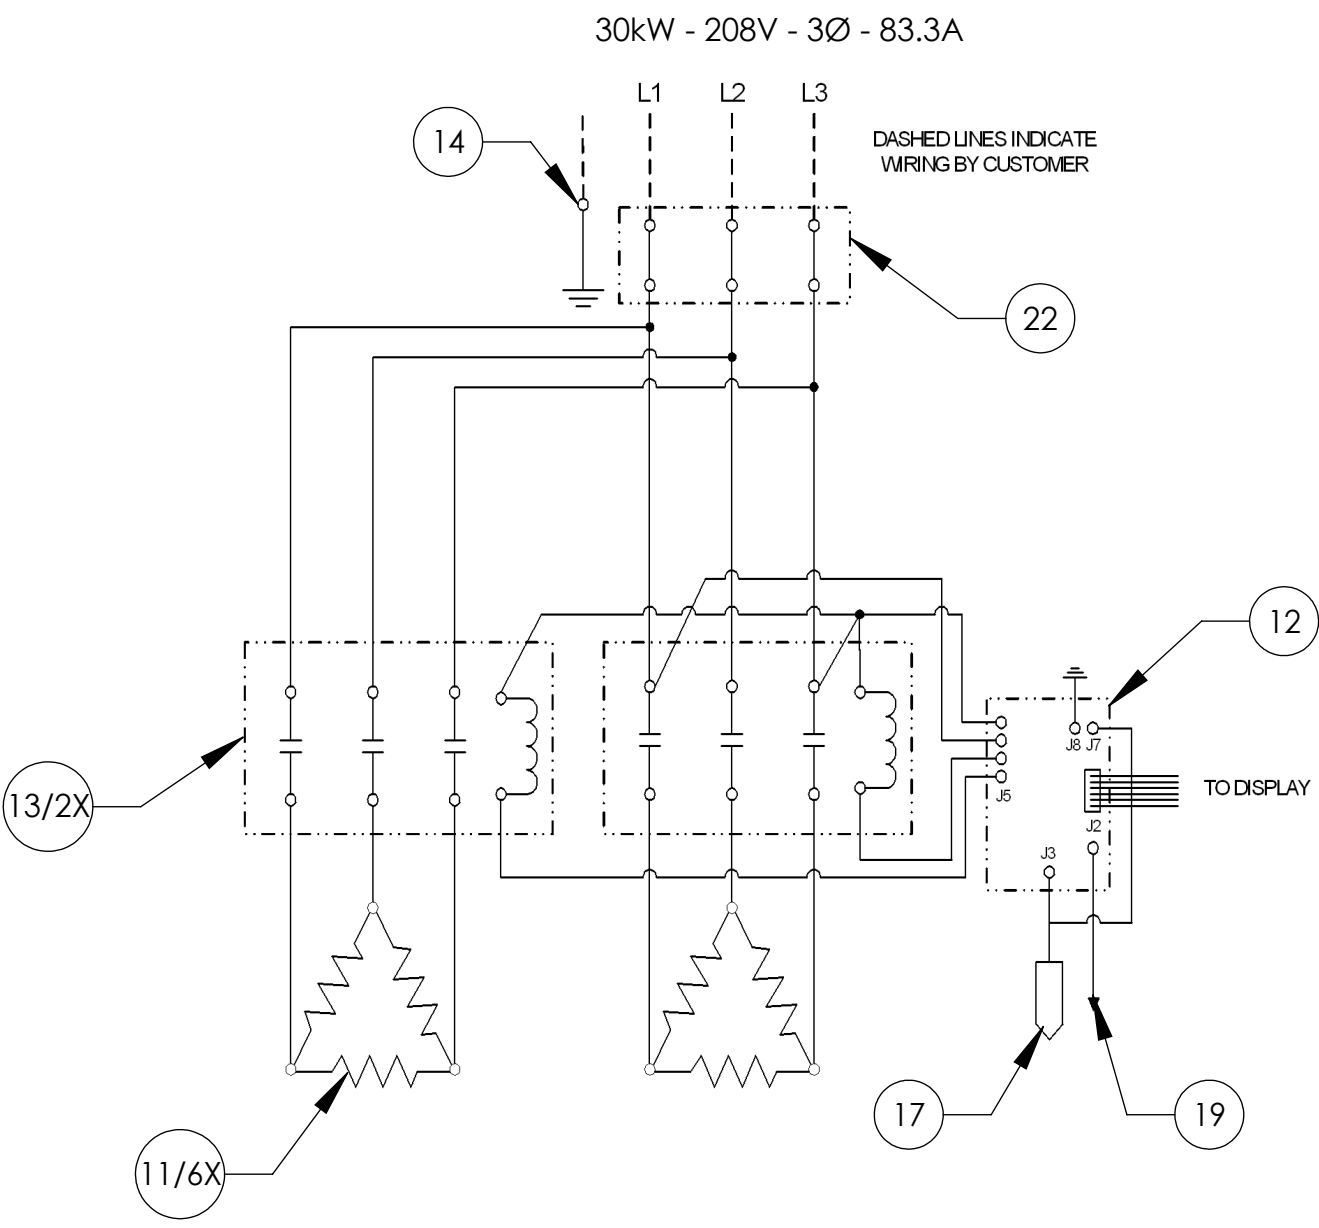 30kW - 208V - 3Ø - 83.3A
L1 L2 L3
14
DASHED LINES INDICATE
WIRING BY CUSTOMER
22
12
J8 J7
13/2X
TO DISPLAY
J5
J2
J3
17
19
11/6X